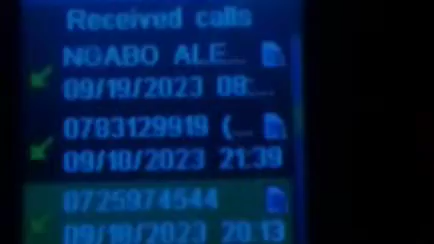 Received calls
NGABO ALE...
09/19/2023 08:...
0783129919 (...
09/18/2023 21:39
0725974544
09/18/2023 20:13